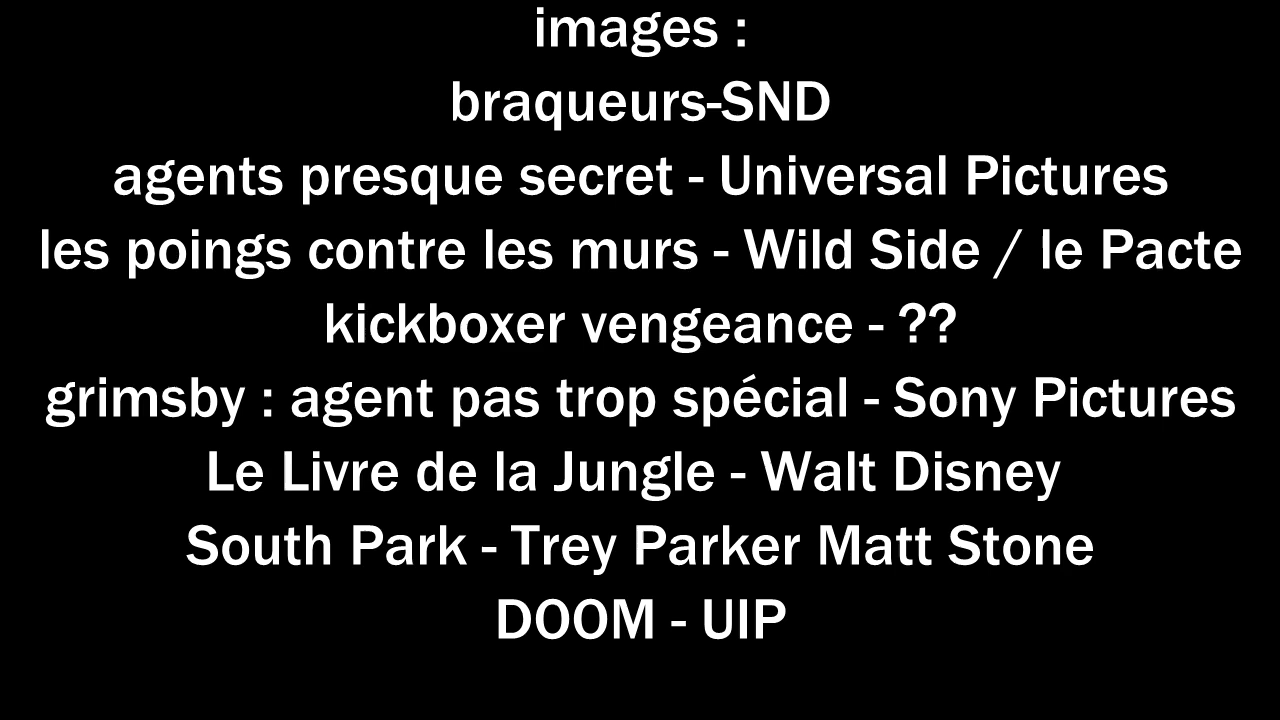 images :
braqueurs-SND
agents presque secret - Universal Pictures
les poings contre les murs - Wild Side / le Pacte
kickboxer vengeance - ??
grimsby : agent pas trop spécial - Sony Pictures
Le Livre de la Jungle - Walt Disney
South Park - Trey Parker Matt Stone
DOOM - UIP